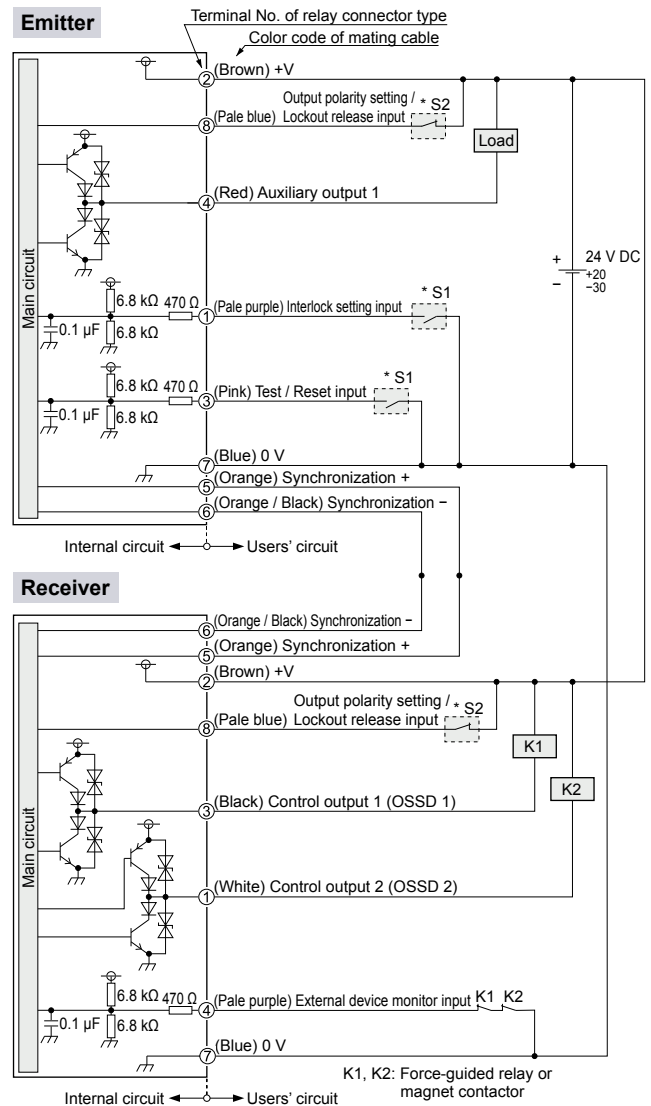 Emitter
Terminal No. of relay connector type
Color code of mating cable
② (Brown) +V
Output polarity setting / * S2
⑧ (Pale blue) Lockout release input
Load
④ (Red) Auxiliary output 1
Main circuit
+ 24 V DC
+20
− −30
* S1
6.8 kΩ 470 Ω ① (Pale purple) Interlock setting input
0.1 µF 6.8 kΩ
* S1
6.8 kΩ 470 Ω ③ (Pink) Test / Reset input
0.1 µF 6.8 kΩ
⑦ (Blue) 0 V
⑤ (Orange) Synchronization +
⑥ (Orange / Black) Synchronization −
Internal circuit Users' circuit
Receiver
⑥ (Orange / Black) Synchronization −
⑤ (Orange) Synchronization +
② (Brown) +V
Output polarity setting / * S2
⑧ (Pale blue) Lockout release input
K1
K2
③ (Black) Control output 1 (OSSD 1)
Main circuit
① (White) Control output 2 (OSSD 2)
6.8 kΩ 470 Ω ④ (Pale purple) External device monitor input K1 K2
0.1 µF 6.8 kΩ
⑦ (Blue) 0 V
K1, K2: Force-guided relay or
magnet contactor
Internal circuit Users' circuit